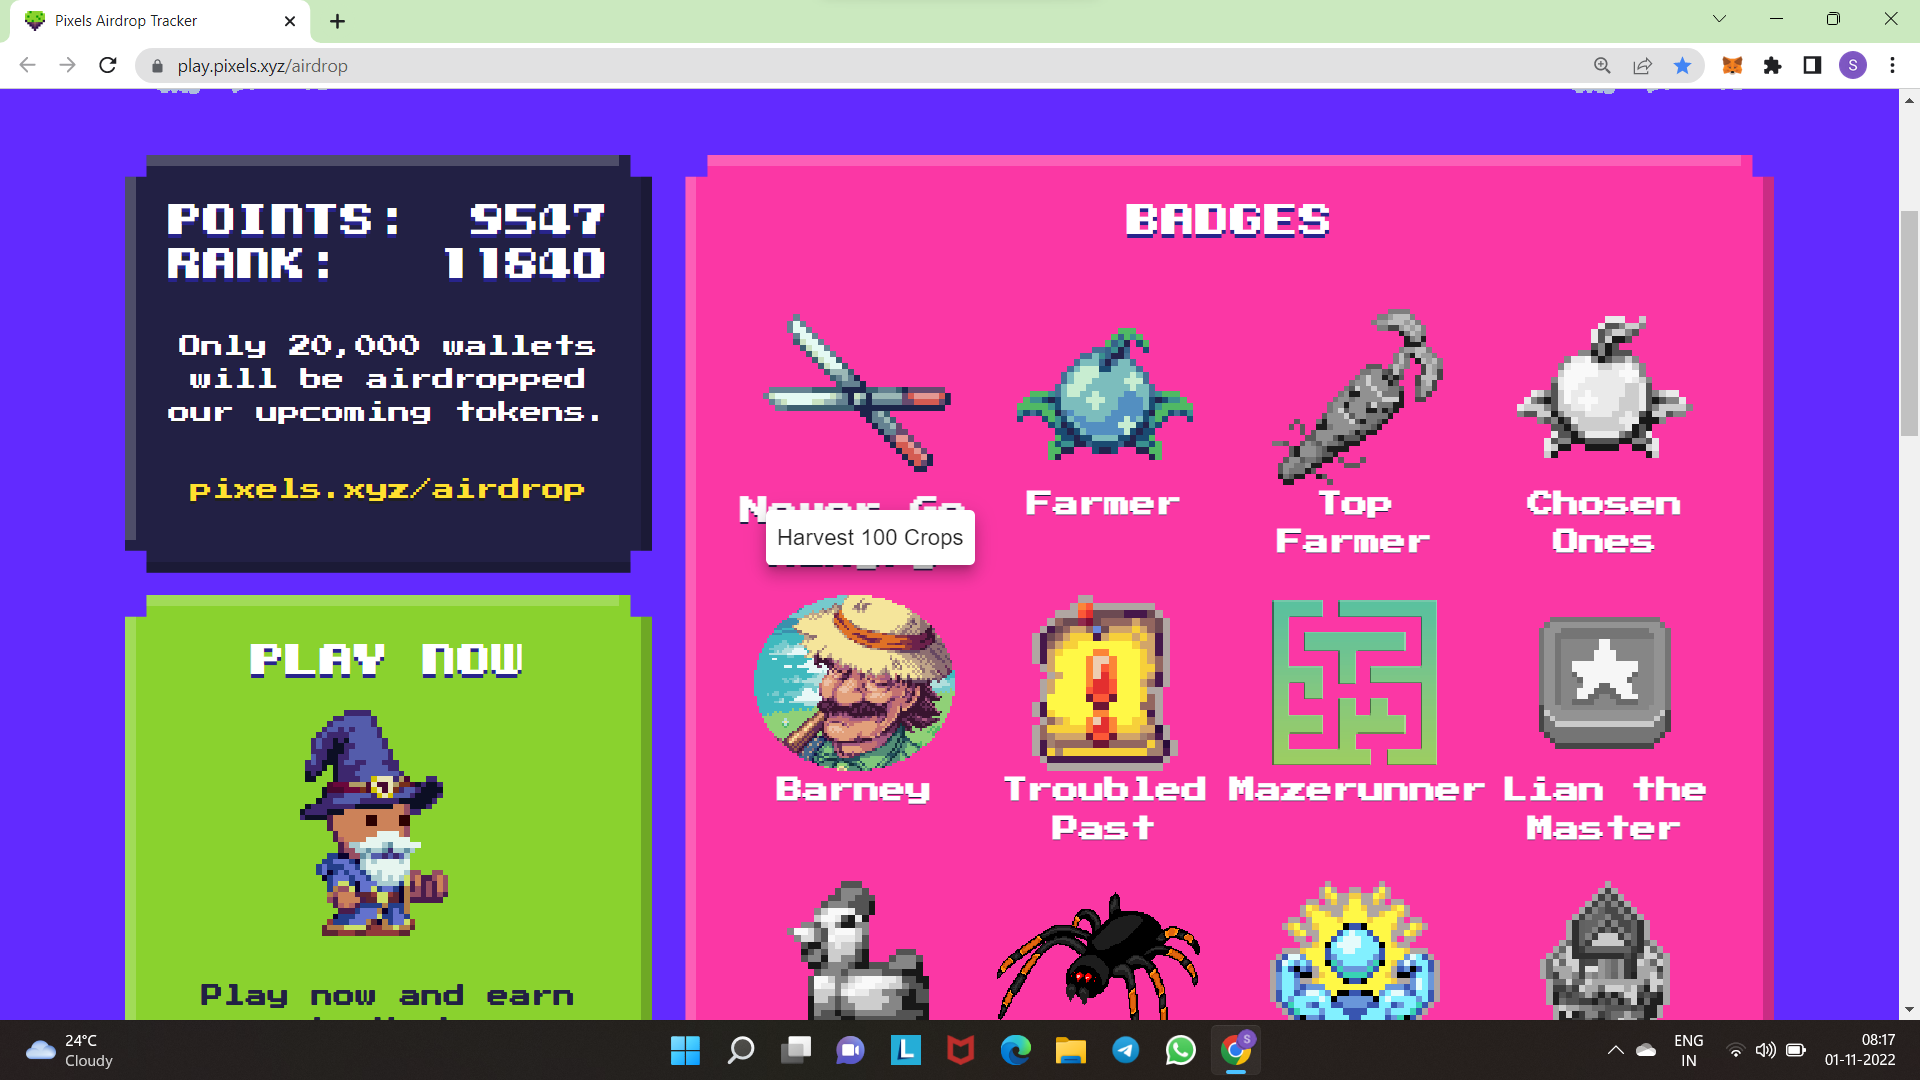 Pixels Airdrop Tracker
play.pixels.xyz/airdrop
S
POINTS: 9547
RANK: 11840
Only 20,000 wallets
will be airdropped
our upcoming tokens.
pixels.xyz/airdrop
PLAY NOW
Play now and earn
BADGES
Never Go
Harvest 100 Crops
Farmer
Top
Farmer
Chosen
Ones
Barney
Troubled
Past
Mazerunner
Lian the
Master
24°C
Cloudy
L
S
ENG
IN
08:17
01-11-2022